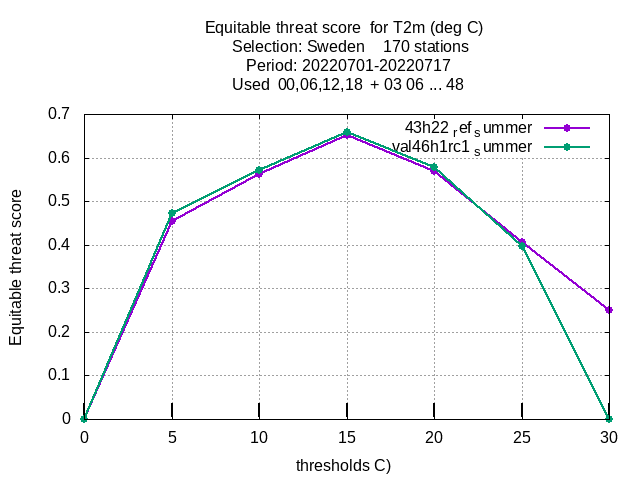 Equitable threat score for T2m (deg C)
Selection: Sweden 170 stations
Period: 20220701-20220717
Used 00,06,12,18 + 03 06 ... 48
43h22 ref summer
val46h1rc1 summer
Equitable threat score
0.7
0.6
0.5
0.4
0.3
0.2
0.1
0
0 5 10 15 20 25 30
thresholds C)